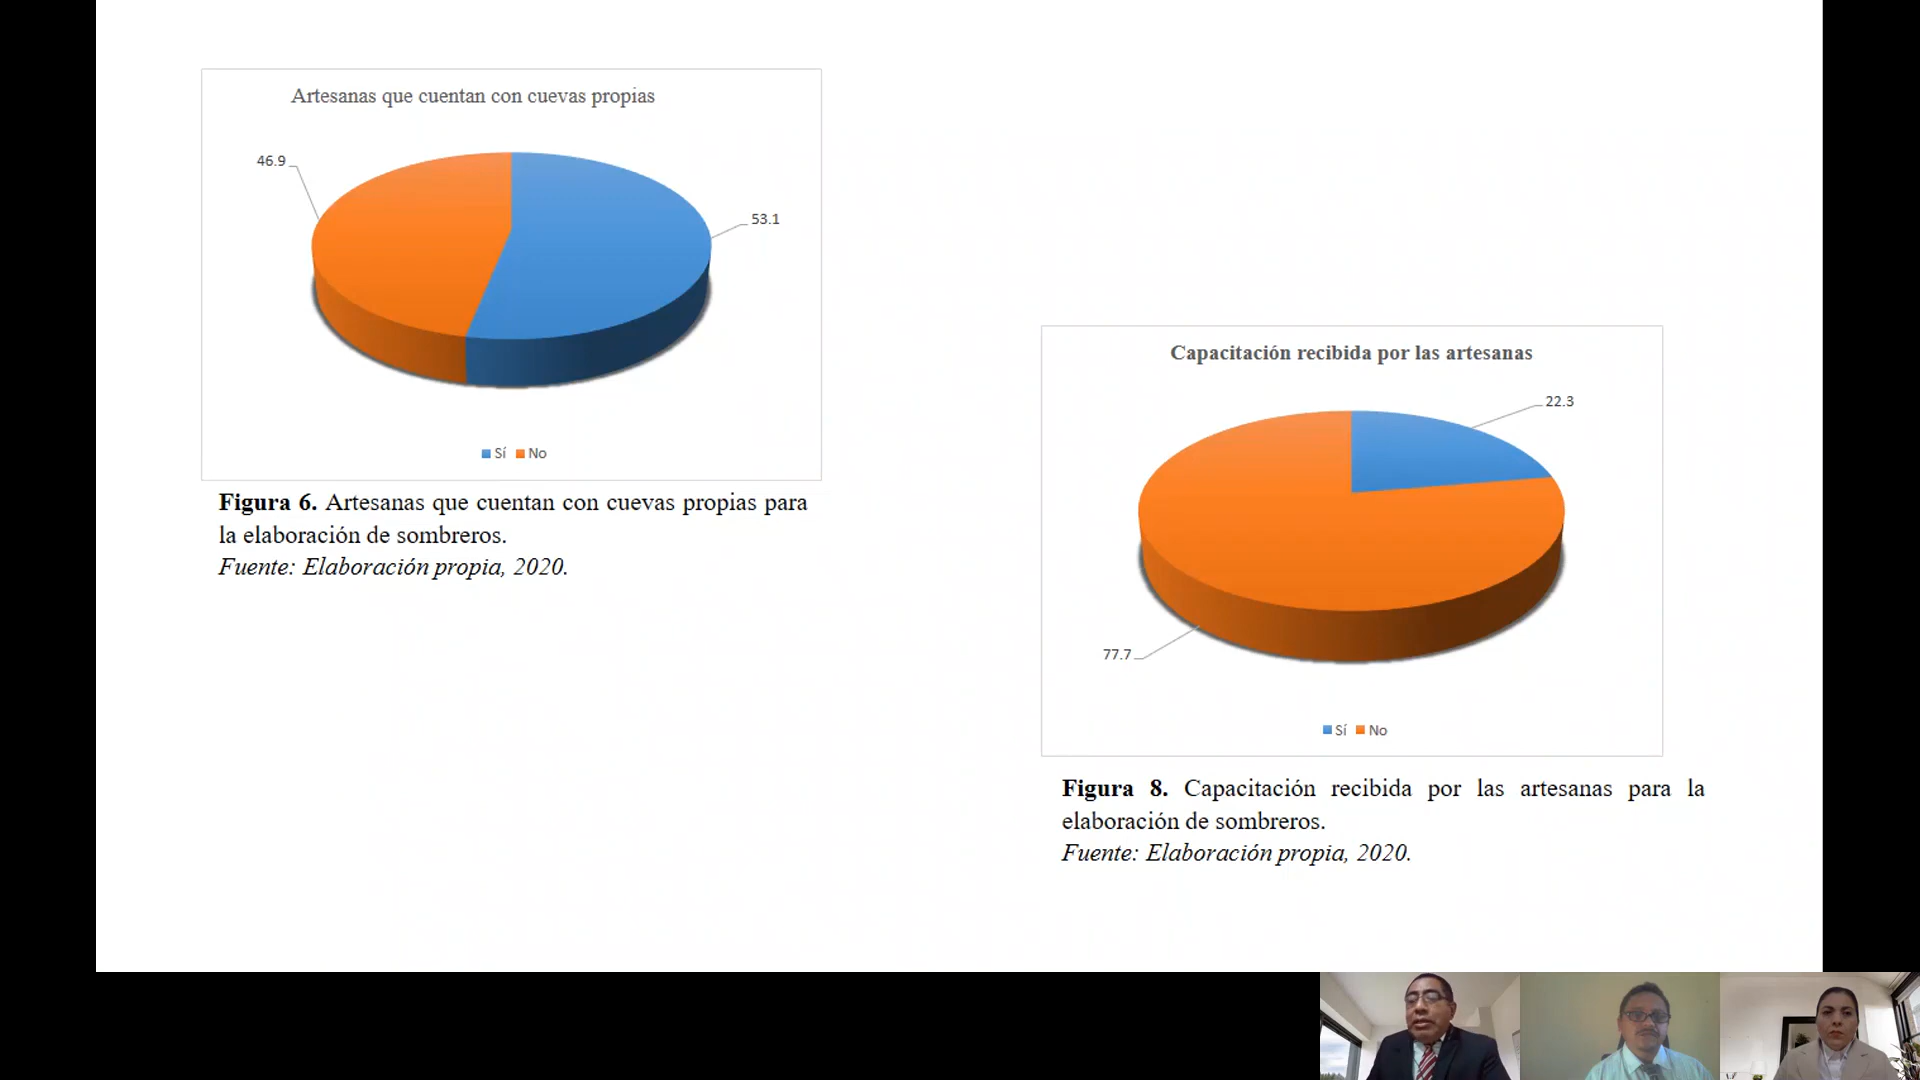 Artesanas que cuentan con cuevas propias
46.9
53.1
Sí No
Figura 6. Artesanas que cuentan con cuevas propias para
la elaboración de sombreros.
Fuente: Elaboración propia, 2020.
Capacitación recibida por las artesanas
22.3
77.7
Sí No
Figura 8. Capacitación recibida por las artesanas para la
elaboración de sombreros.
Fuente: Elaboración propia, 2020.